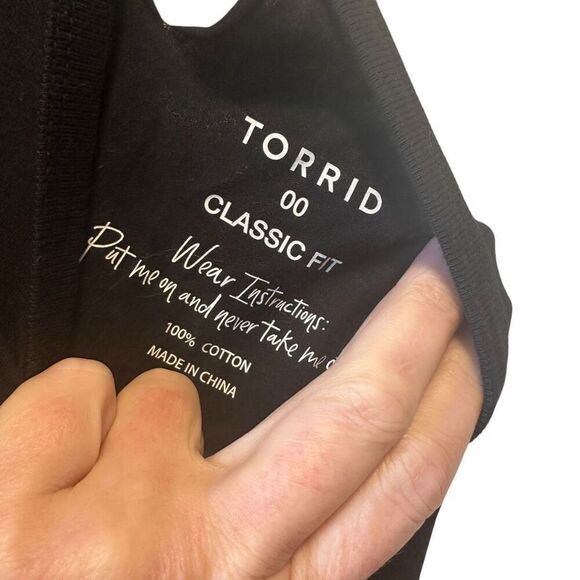 TORRID
00
CLASSIC FIT
Wear Instructions:
Put me on and never take me
100% COTTON
MADE IN CHINA